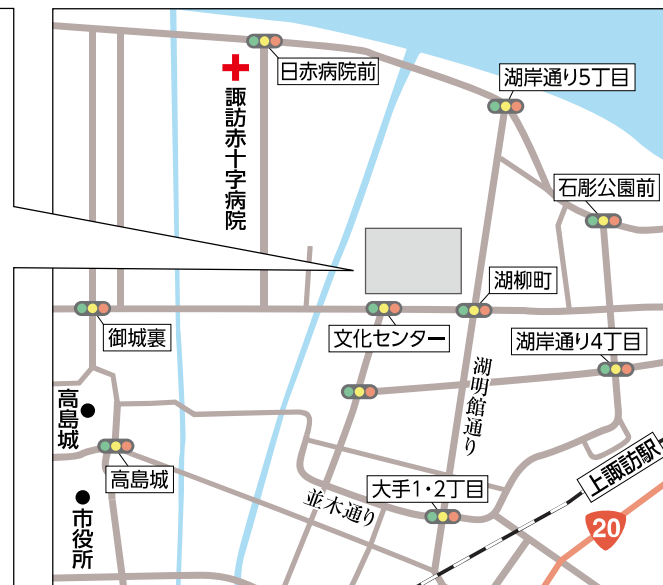 日赤病院前
湖岸通り5丁目
諏訪赤十字病院
石彫公園前
湖柳町
御城裏
文化センター
湖岸通り4丁目
湖明館通り
高島城
高島城
大手1・2丁目
上諏訪駅
並木通り
市役所
20